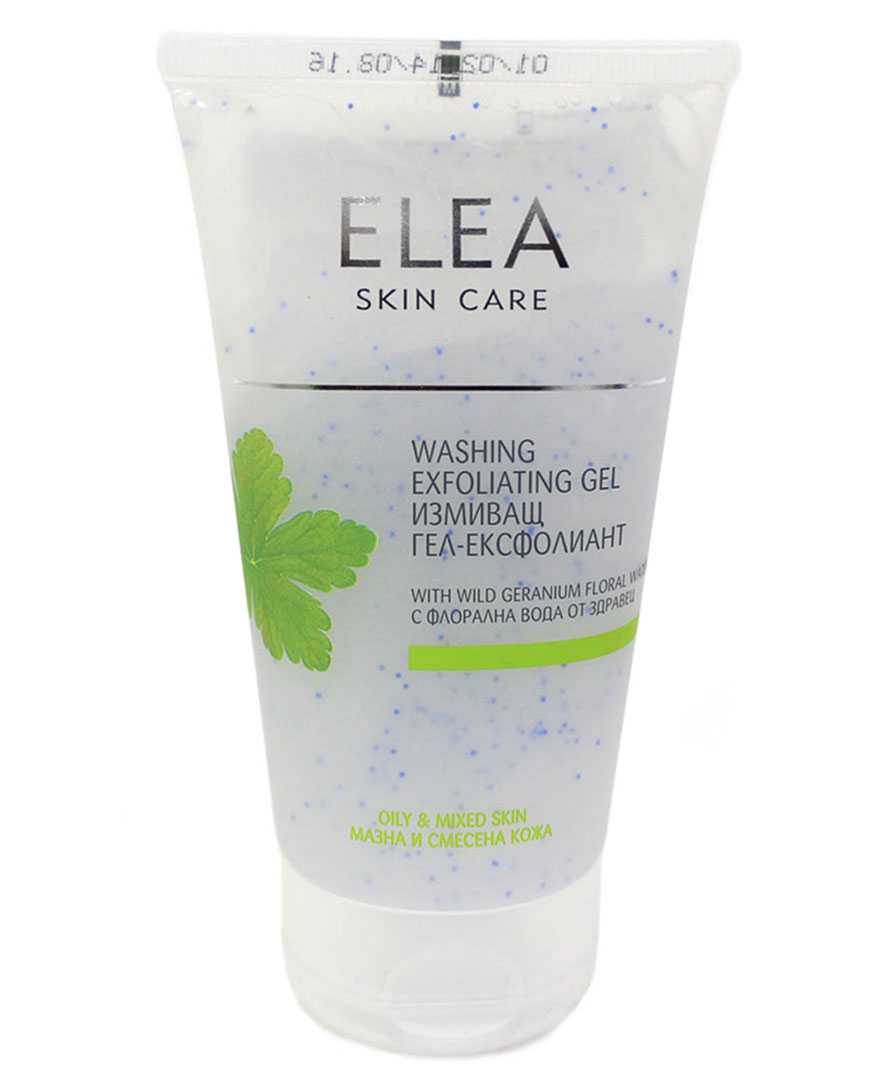 01/02 14/08.16
ELEA
SKIN CARE
WASHING
EXFOLIATING GEL
ИЗМИВАЩ
ГЕЛ-ЕКСФОЛИАНТ
WITH WILD GERANIUM FLORAL
С ФЛОРАЛНА ВОДА ОТ ЗДРАВЕЦ
OILY & MIXED SKIN
МАЗНА И СМЕСЕНА КОЖА